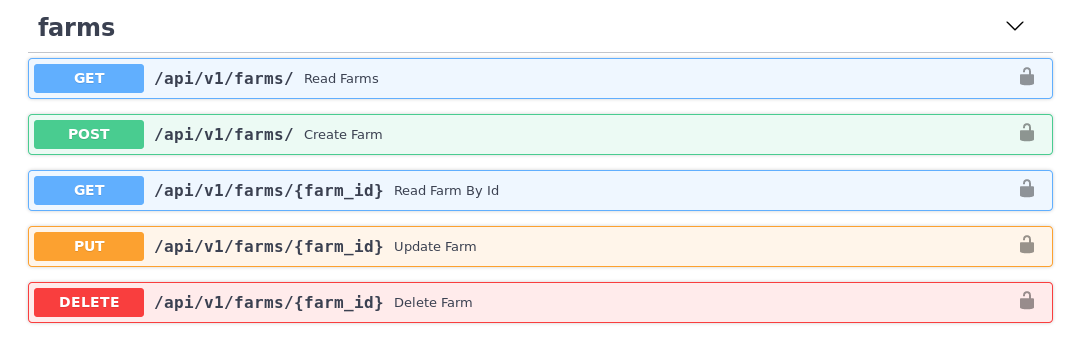 farms
GET /api/v1/farms/ Read Farms
POST /api/v1/farms/ Create Farm
GET /api/v1/farms/{farm_id} Read Farm By Id
PUT /api/v1/farms/{farm_id} Update Farm
DELETE /api/v1/farms/{farm_id} Delete Farm